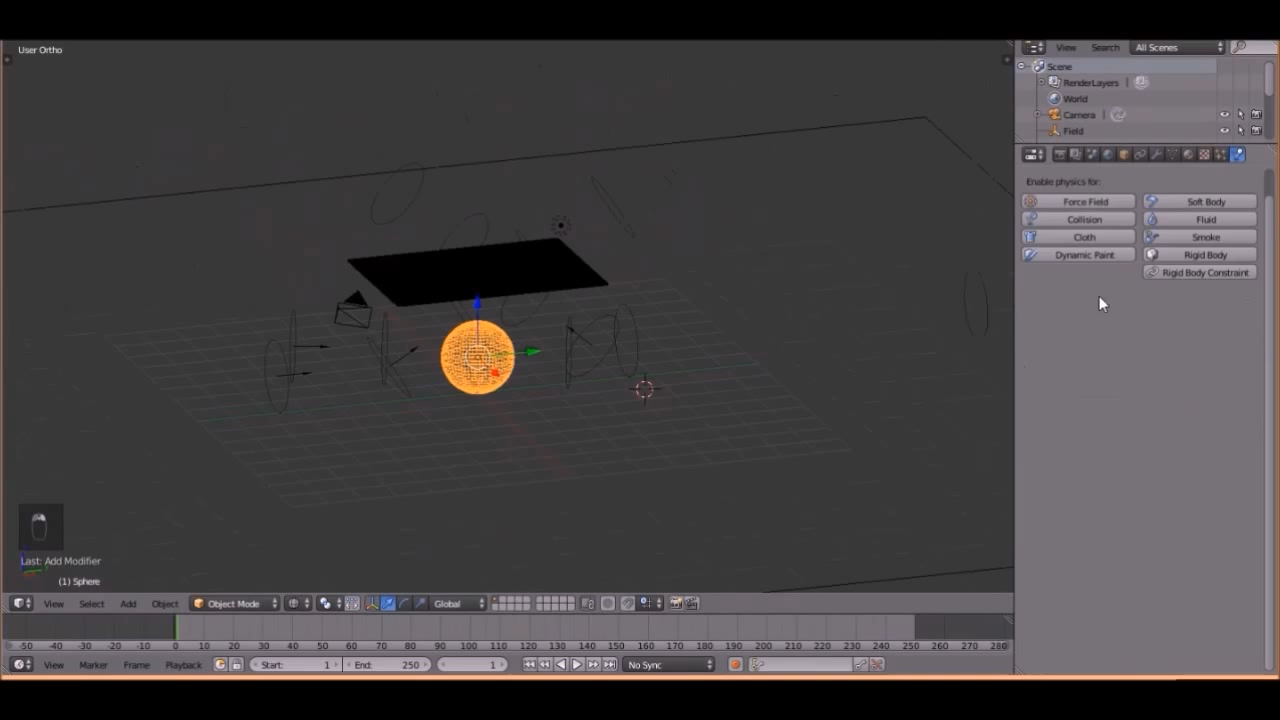 User Ortho
View Search All Scenes
Scene
RenderLayers
World
Camera
Field
Enable physics for:
Force Field Soft Body
Collision Fluid
Cloth Smoke
Dynamic Paint Rigid Body
Rigid Body Constraint
Last: Add Modifier
(1) Sphere
View Select Add Object Object Mode Global
-50 -40 -30 -20 -10 0 10 20 30 40 50 60 70 80 90 100 110 120 130 140 150 160 170 180 190 200 210 220 230 240 250 260 270 280
View Marker Frame Playback Start: 1 End: 250 1 No Sync